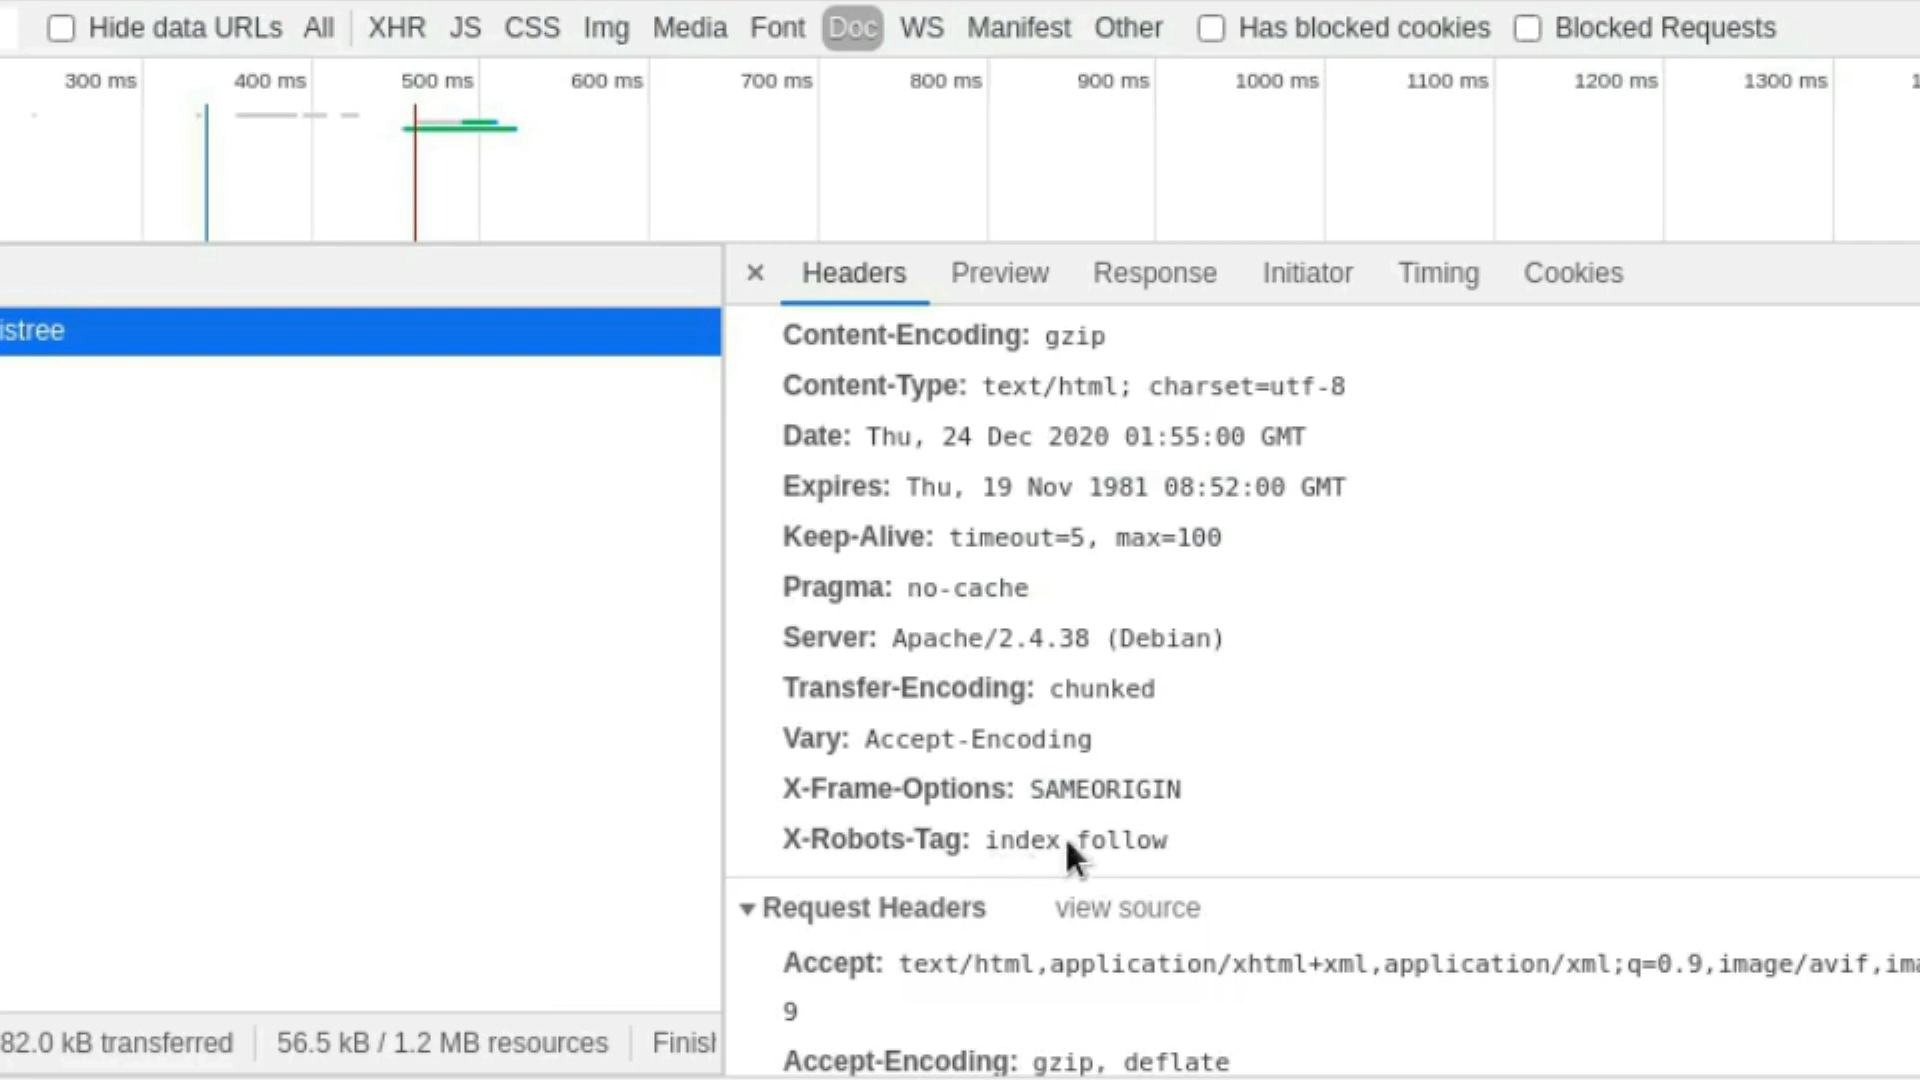 Hide data URLs All XHR JS CSS Img Media Font Doc WS Manifest Other Has blocked cookies Blocked Requests
300 ms 400 ms 500 ms 600 ms 700 ms 800 ms 900 ms 1000 ms 1100 ms 1200 ms 1300 ms
× Headers Preview Response Initiator Timing Cookies
istree
Content-Encoding: gzip
Content-Type: text/html; charset=utf-8
Date: Thu, 24 Dec 2020 01:55:00 GMT
Expires: Thu, 19 Nov 1981 08:52:00 GMT
Keep-Alive: timeout=5, max=100
Pragma: no-cache
Server: Apache/2.4.38 (Debian)
Transfer-Encoding: chunked
Vary: Accept-Encoding
X-Frame-Options: SAMEORIGIN
X-Robots-Tag: index follow
Request Headers view source
Accept: text/html,application/xhtml+xml,application/xml;q=0.9,image/avif,ima
9
Accept-Encoding: gzip, deflate
82.0 kB transferred 56.5 kB / 1.2 MB resources Finish